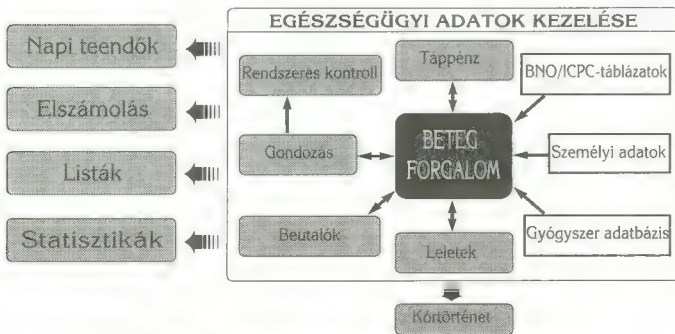 EGÉSZSÉGÜGYI ADATOK KEZELÉSE
Napi teendők
Elszámolás
Listák
Statisztikák
Rendszeres kontroll
Gondozás
Beutalók
Táppénz
BETEG
FORGALOM
Leletek
BNO/ICPC-táblázatok
Személyi adatok
Gyógyszer adatbázis
Kórtörténet